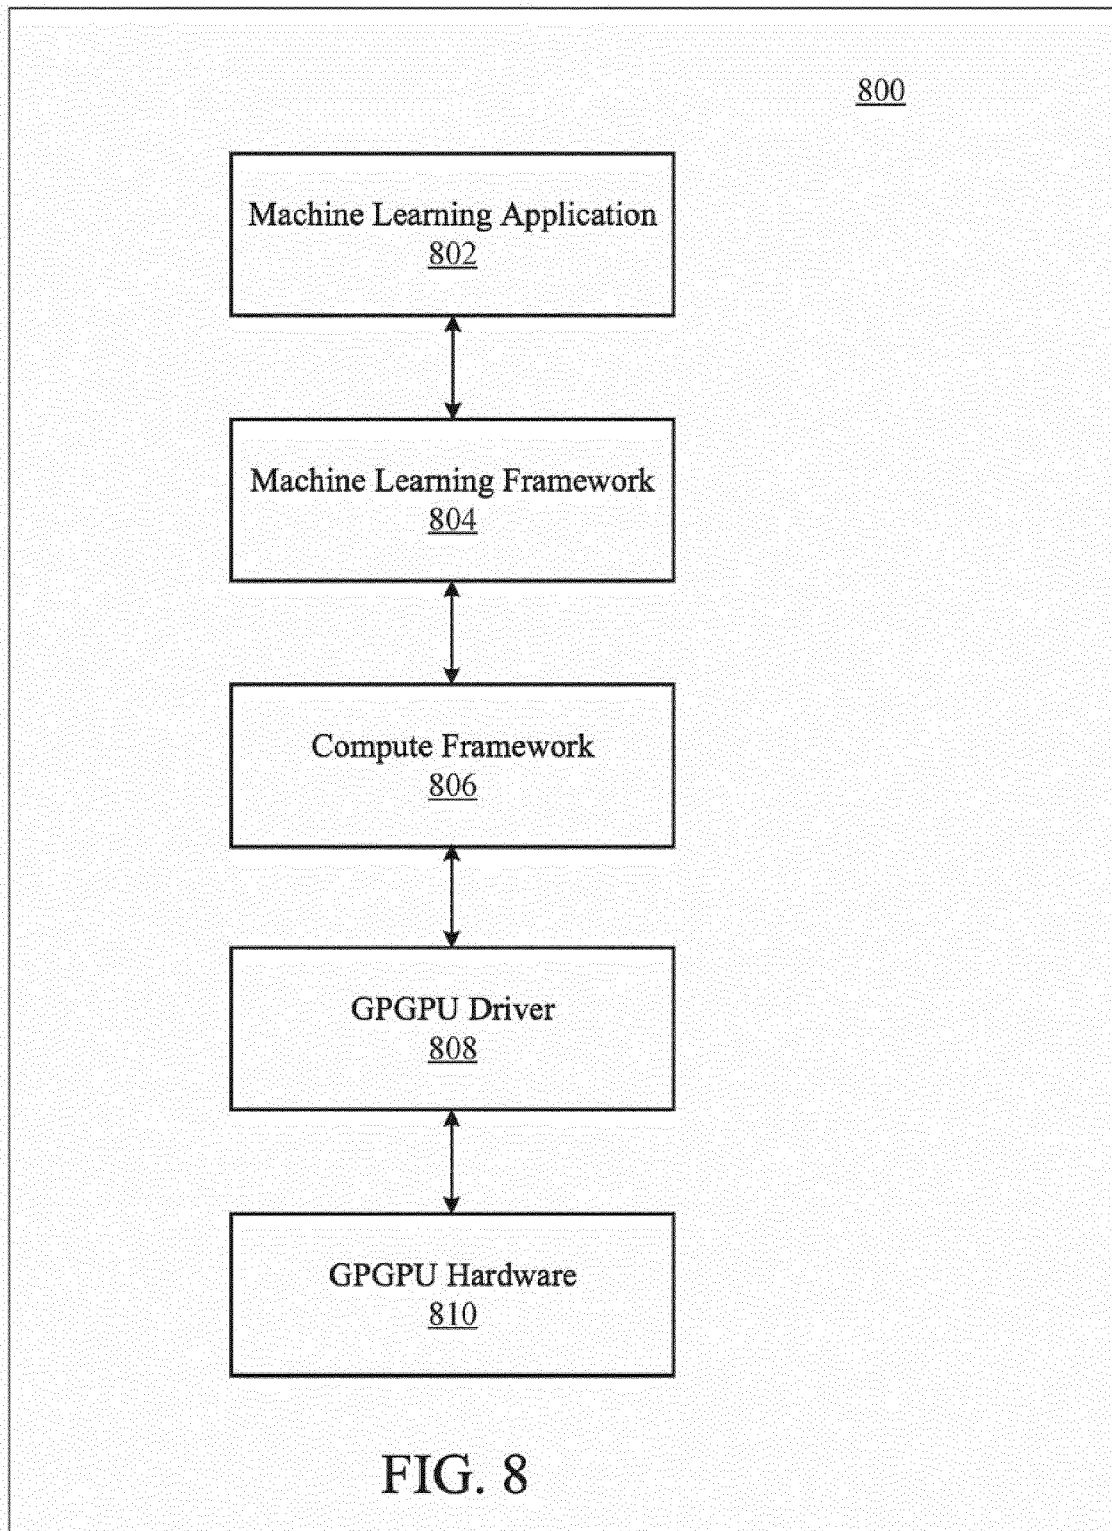 800
Machine Learning Application
802
Machine Learning Framework
804
Compute Framework
806
GPGPU Driver
808
GPGPU Hardware
810
FIG. 8